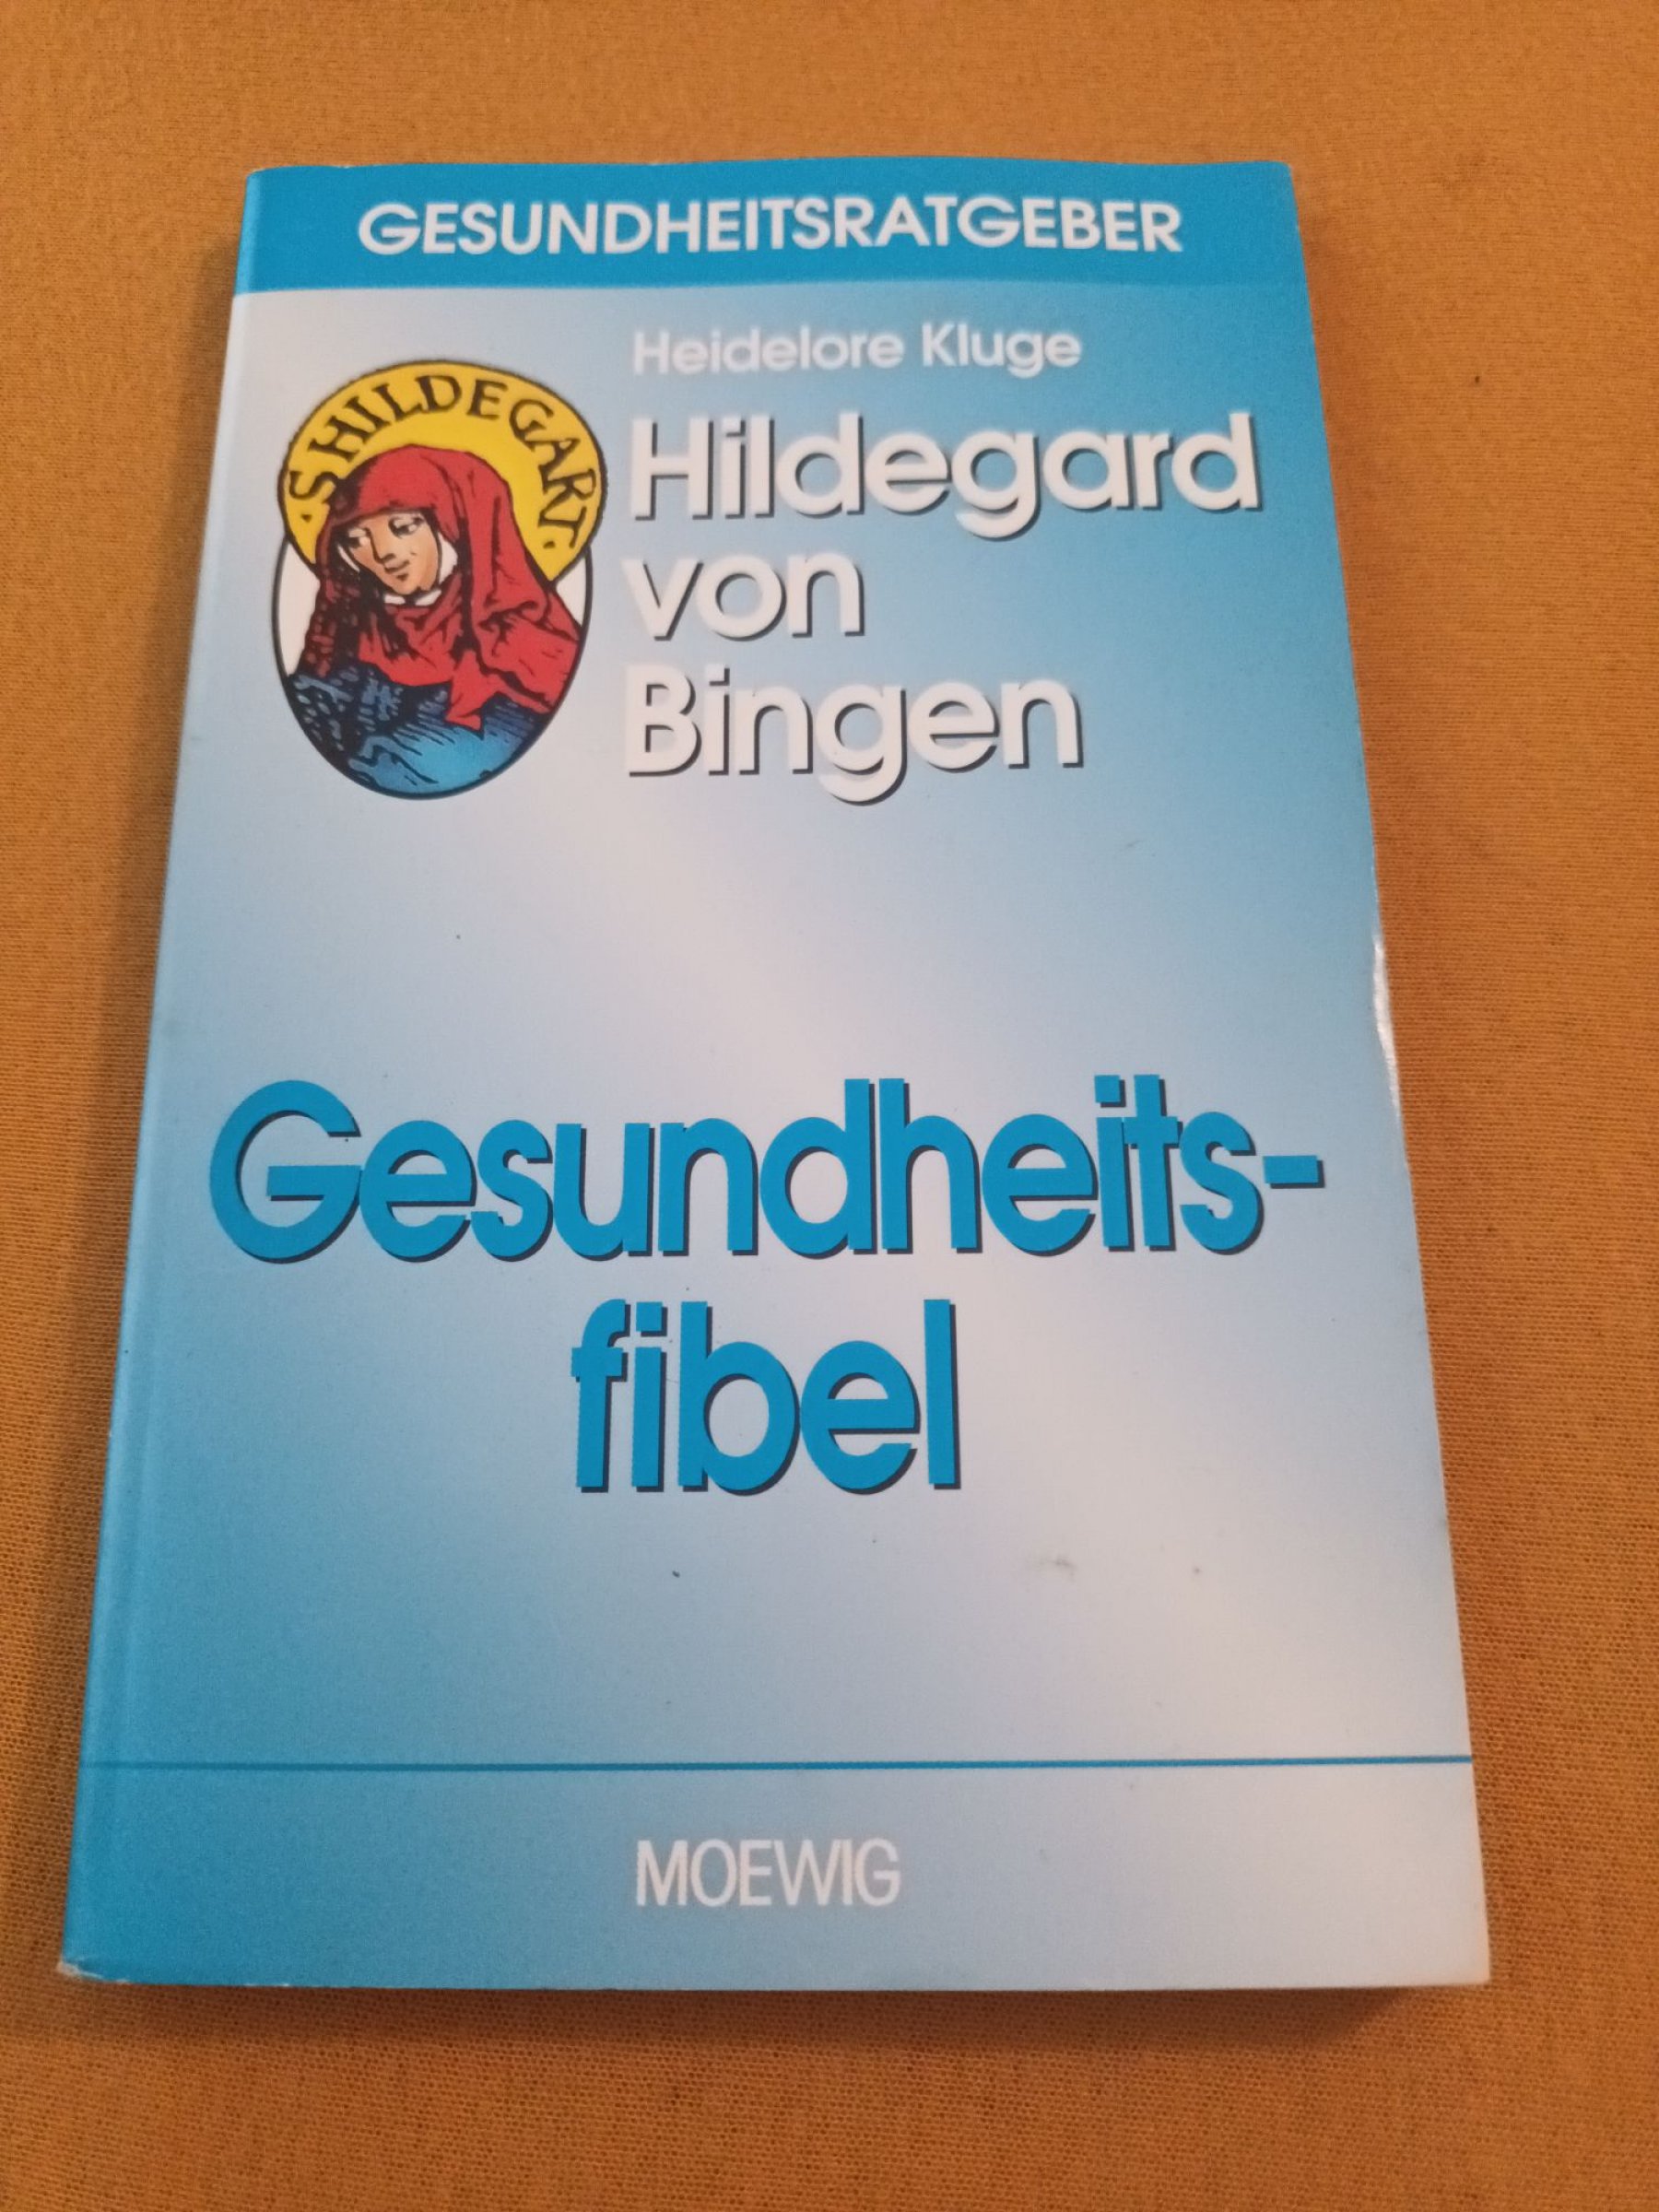 GESUNDHEITSRATGEBER
Heidelore Kluge
·S·HILDEGART·
Hildegard
von
Bingen
Gesundheits-
fibel
MOEWIG